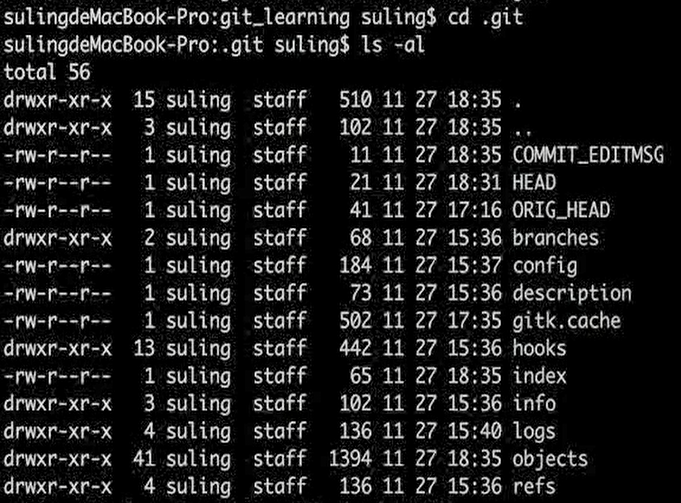 sulingdeMacBook-Pro:git_learning suling$ cd .git
sulingdeMacBook-Pro:.git suling$ ls -al
total 56
drwxr-xr-x 15 suling staff 510 11 27 18:35 .
drwxr-xr-x 3 suling staff 102 11 27 18:35 ..
-rw-r--r-- 1 suling staff 11 11 27 18:35 COMMIT_EDITMSG
-rw-r--r-- 1 suling staff 21 11 27 18:31 HEAD
-rw-r--r-- 1 suling staff 41 11 27 17:16 ORIG_HEAD
drwxr-xr-x 2 suling staff 68 11 27 15:36 branches
-rw-r--r-- 1 suling staff 184 11 27 15:37 config
-rw-r--r-- 1 suling staff 73 11 27 15:36 description
-rw-r--r-- 1 suling staff 502 11 27 17:35 gitk.cache
drwxr-xr-x 13 suling staff 442 11 27 15:36 hooks
-rw-r--r-- 1 suling staff 65 11 27 18:35 index
drwxr-xr-x 3 suling staff 102 11 27 15:36 info
drwxr-xr-x 4 suling staff 136 11 27 15:40 logs
drwxr-xr-x 41 suling staff 1394 11 27 18:35 objects
drwxr-xr-x 4 suling staff 136 11 27 15:36 refs